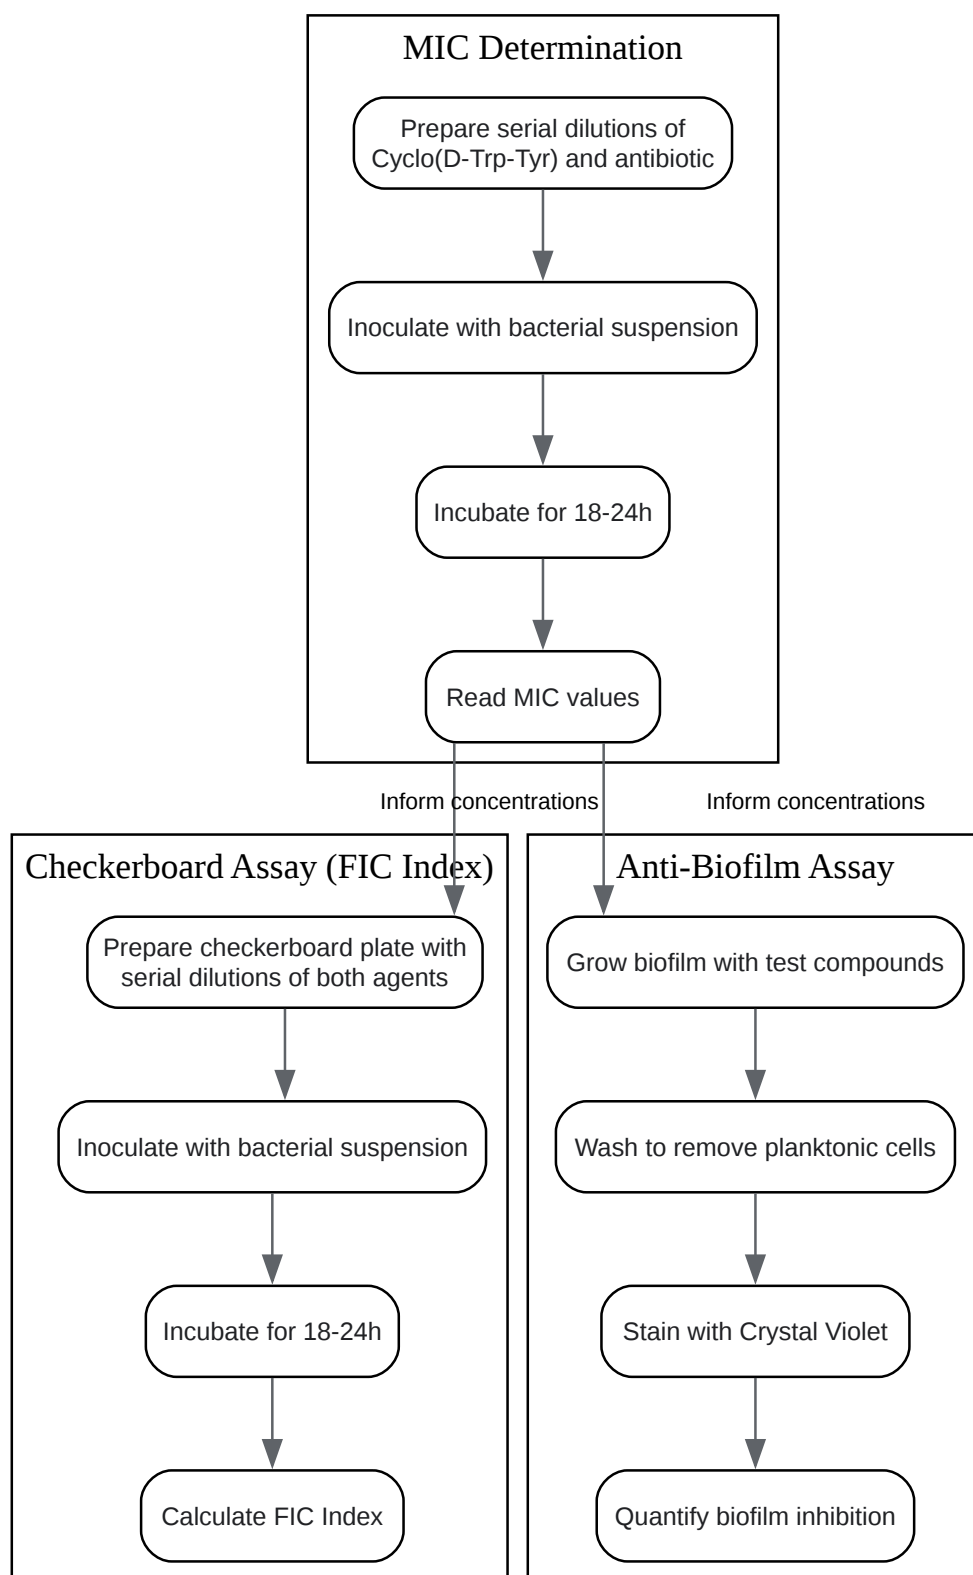 MIC Determination
Prepare serial dilutions of
Cyclo(D-Trp-Tyr) and antibiotic
Inoculate with bacterial suspension
Incubate for 18-24h
Read MIC values
Inform concentrations
Inform concentrations
Checkerboard Assay (FIC Index)
Prepare checkerboard plate with
serial dilutions of both agents
Inoculate with bacterial suspension
Incubate for 18-24h
Calculate FIC Index
Anti-Biofilm Assay
Grow biofilm with test compounds
Wash to remove planktonic cells
Stain with Crystal Violet
Quantify biofilm inhibition